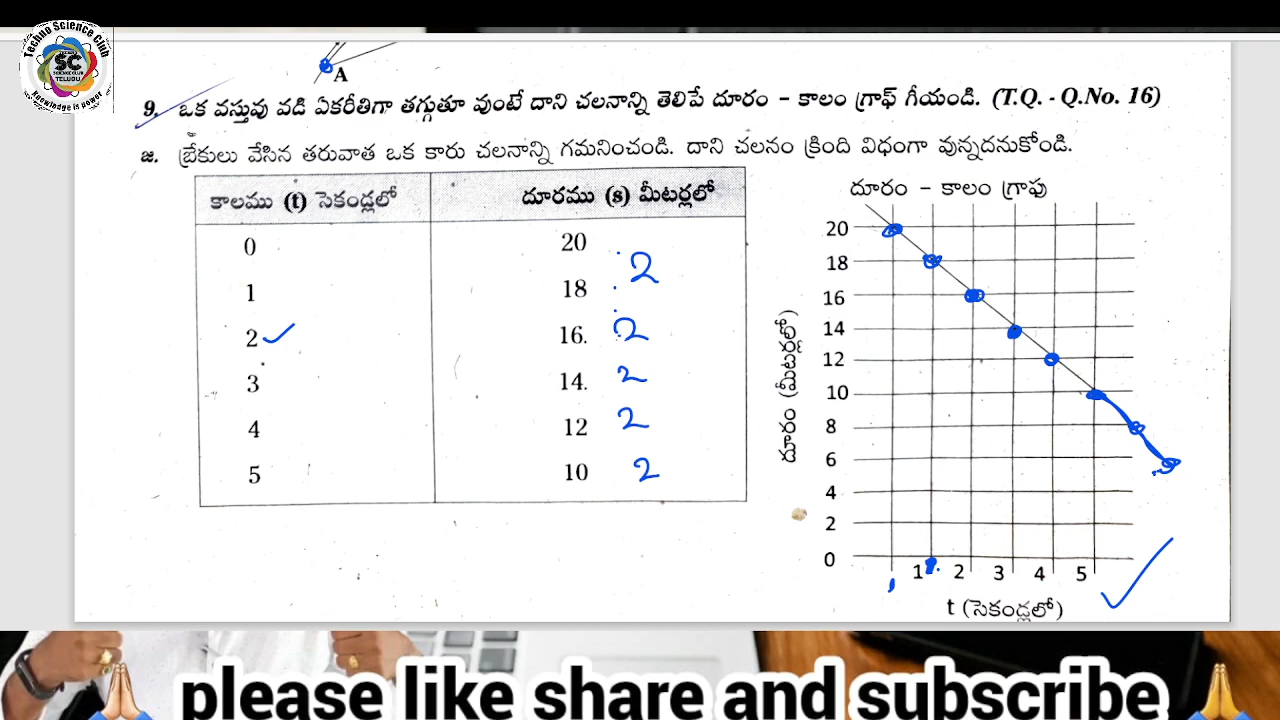 Techno Science Club
TECHNO
SC
SCIENCE CLUB
TELUGU
Knowledge is power
A
9. ఒక వస్తువు వడి ఏకరీతిగా తగ్గుతూ వుంటే దాని చలనాన్ని తెలిపే దూరం – కాలం గ్రాఫ్ గీయండి. (T.Q. - Q.No. 16)
జ. బ్రేకులు వేసిన తరువాత ఒక కారు చలనాన్ని గమనించండి. దాని చలనం క్రింది విధంగా వున్నదనుకోండి.
కాలము (t) సెకండ్లలో దూరము (s) మీటర్లలో
0 20
2
1 18
2 16. 2
3 14. 2
4 12 2
5 10 2
దూరం – కాలం గ్రాఫు
20
18
16
14
12
10
8
6
4
2
0
దూరం (మీటర్లలో)
1 2 3 4 5
t (సెకండ్లలో)
please like share and subscribe